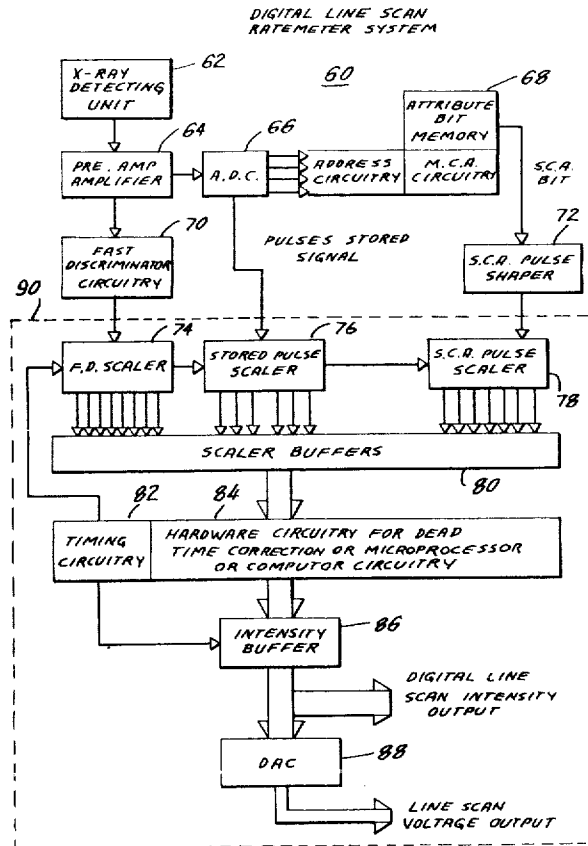 DIGITAL LINE SCAN
RATEMETER SYSTEM
X-RAY
DETECTING
UNIT
62
60
68
ATTRIBUTE
BIT
MEMORY
64
66
PRE. AMP
AMPLIFIER
A.D.C.
ADDRESS
CIRCUITRY
M.C.A.
CIRCUITRY
S.C.A.
BIT
70
72
FAST
DISCRIMINATOR
CIRCUITRY
PULSES STORED
SIGNAL
S.C.A. PULSE
SHAPER
90
74
76
F.D. SCALER
STORED PULSE
SCALER
S.C.A. PULSE
SCALER
78
SCALER BUFFERS
80
82
84
TIMING
CIRCUITRY
HARDWARE CIRCUITRY FOR DEAD
TIME CORRECTION OR MICROPROCESSOR
OR COMPUTOR CIRCUITRY
INTENSITY
BUFFER
86
DIGITAL LINE
SCAN INTENSITY
OUTPUT
DAC
88
LINE SCAN
VOLTAGE OUTPUT